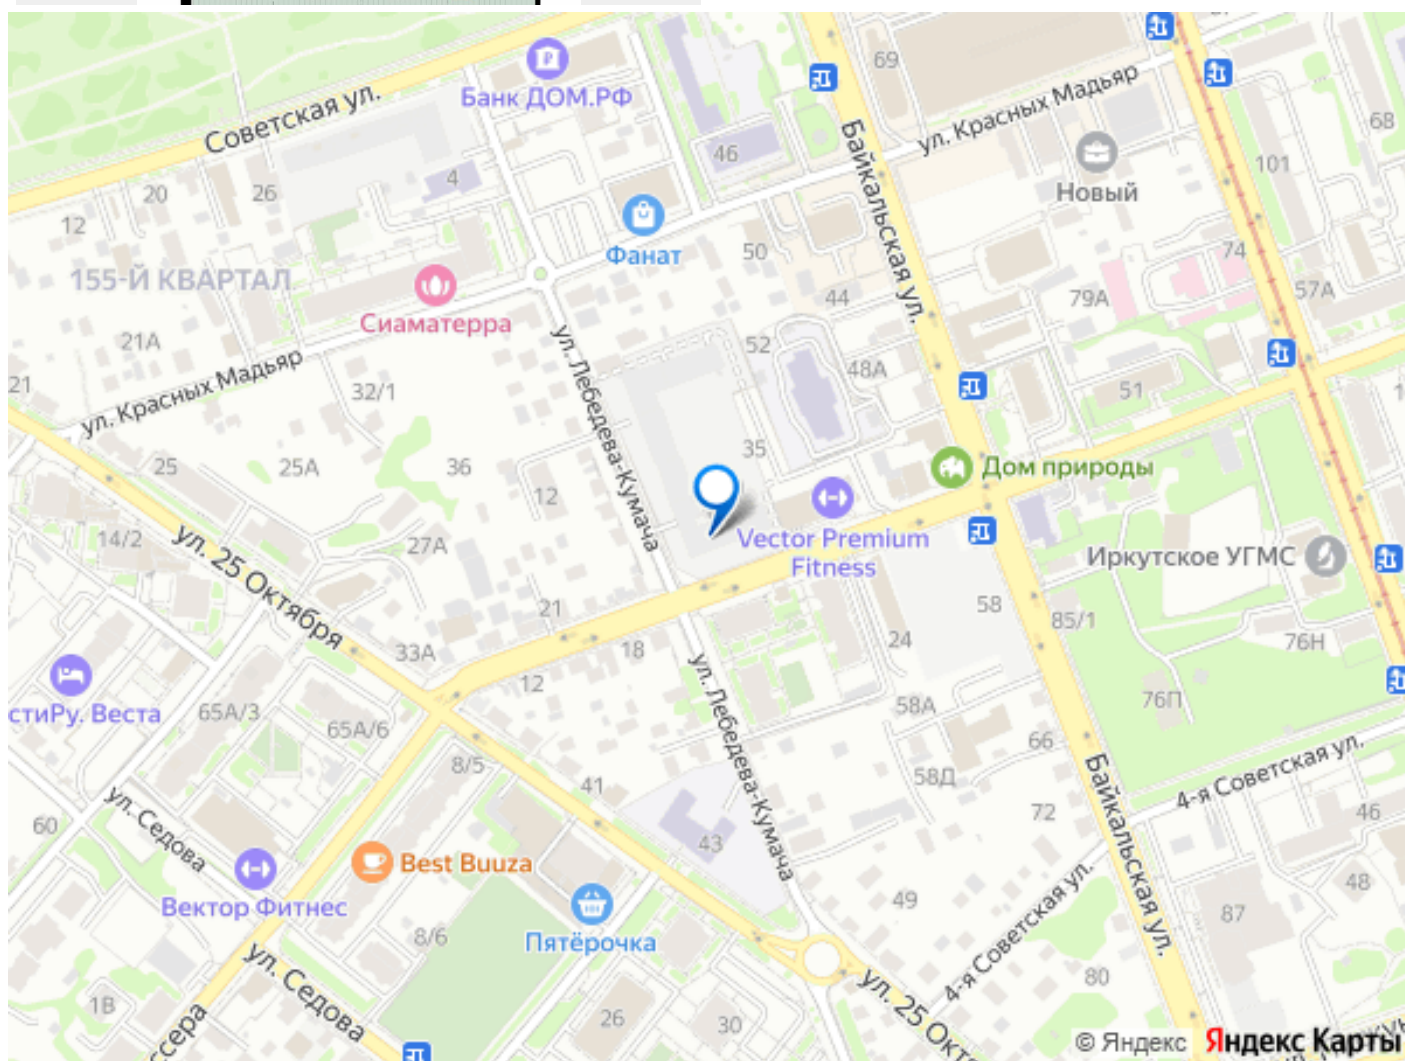 69
Банк ДОМ.РФ
ул. Красных Мадьяр
Советская ул.
Байкальская ул.
68
46
101
4
Новый
20
26
12
Фанат
50
74
155-Й КВАРТАЛ
44
79А
57А
Сиаматерра
21А
52
48А
ул. Лебедева-Кумача
21
32/1
51
ул. Красных Мадьяр
35
25
25А
36
12
Дом природы
14/2
ул. 25 Октября
27А
Vector Premium
Fitness
Иркутское УГМС
21
58
85/1
33А
18
24
76Н
12
ул. Лебедева-Кумача
76П
стиРу. Веста
65А/3
65А/6
58А
66
Байкальская ул.
4-я Советская ул.
8/5
41
58Д
72
46
60
ул. Седова
43
Best Buuza
48
49
4-я Советская ул.
Вектор Фитнес
87
8/6
Пятёрочка
ул. Седова
80
ул. 25 Окт
1В
26
30
ссера
© Яндекс
Яндекс Карты